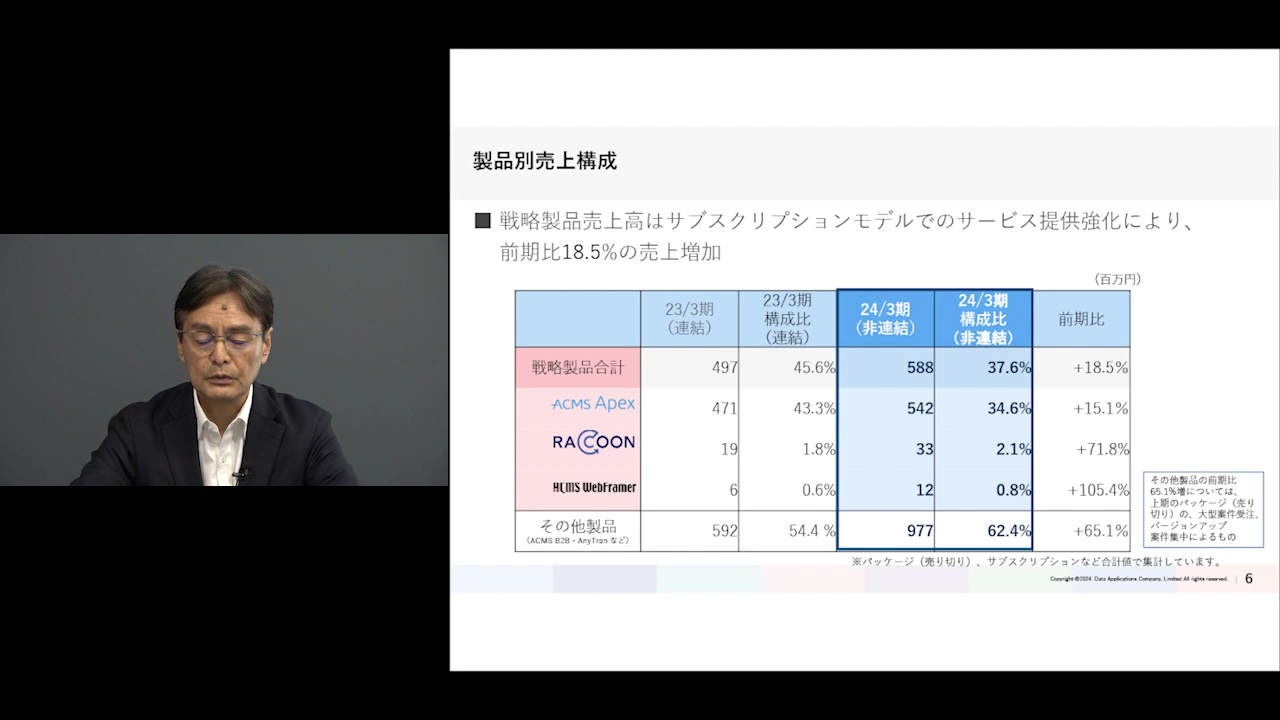 製品別売上構成
■ 戦略製品売上高はサブスクリプションモデルでのサービス提供強化により、
前期比18.5%の売上増加
（百万円）
23/3期（連結） 23/3期構成比（連結） 24/3期（非連結） 24/3期構成比（非連結） 前期比
戦略製品合計 497 45.6% 588 37.6% +18.5%
ACMS Apex 471 43.3% 542 34.6% +15.1%
RACCOON 19 1.8% 33 2.1% +71.8%
ACMS WebFramer 6 0.6% 12 0.8% +105.4%
その他製品 592 54.4 % 977 62.4% +65.1%
（ACMS B2B・AnyTran など）
その他製品の前期比
65.1%増については、
上期のパッケージ（売り
切り）の、大型案件受注、
バージョンアップ
案件集中によるもの
※パッケージ（売り切り）、サブスクリプションなど合計値で集計しています。
Copyright ©2024 Data Applications Company, Limited All rights reserved. | 6